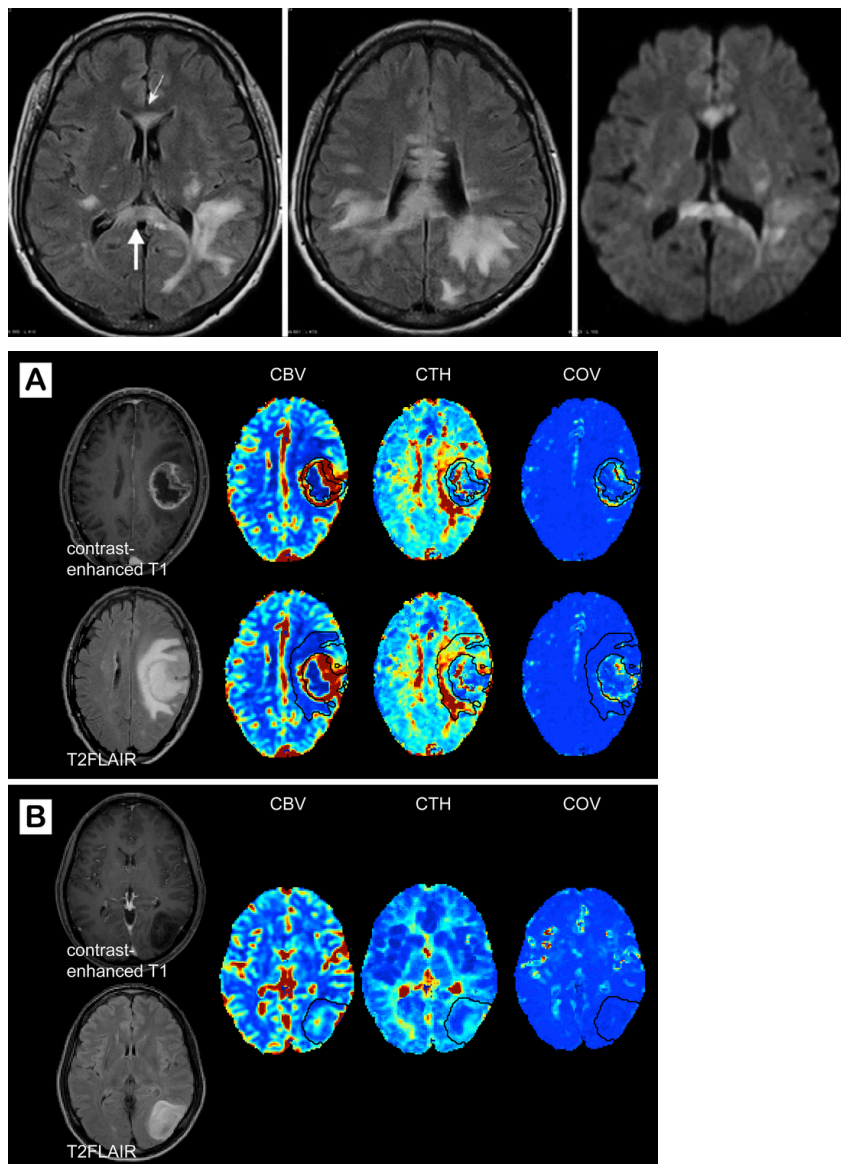 A
CBV
CTH
COV
contrast-
enhanced T1
T2FLAIR
B
CBV
CTH
COV
contrast-
enhanced T1
T2FLAIR